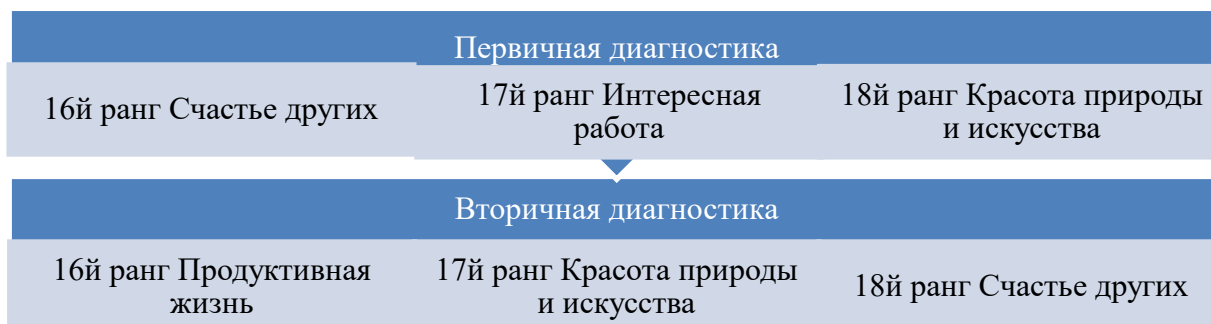 Первичная диагностика
16й ранг Счастье других
17й ранг Интересная
работа
18й ранг Красота природы
и искусства
Вторичная диагностика
16й ранг Продуктивная
жизнь
17й ранг Красота природы
и искусства
18й ранг Счастье других